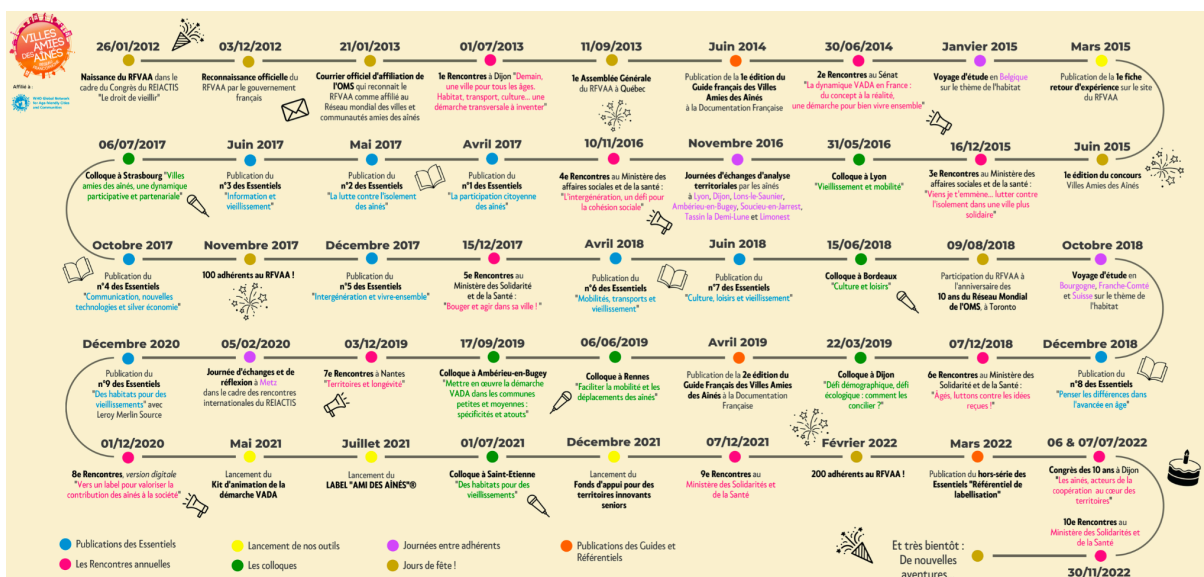 VILLES
AMIES
DES
AÎNÉS
Affilié à :
WHO Global Network
for Age-friendly Cities
and Communities
26/01/2012
Naissance du RFVAA dans le
cadre du Congrès du REIACTIS
"Le droit de vieillir"
03/12/2012
Reconnaissance officielle du
RFVAA par le gouvernement
français
21/01/2013
Courrier officiel d'affiliation de
l'OMS qui reconnait le
RFVAA comme affilié au
Réseau mondial des villes et
communautés amies des aînés
01/07/2013
1e Rencontres à Dijon "Demain,
une ville pour tous les âges.
Habitat, transport, culture... une
démarche transversale à inventer"
11/09/2013
1e Assemblée Générale
du RFVAA à Québec
Juin 2014
Publication de la 1e édition du
Guide français des Villes
Amies des Aînés
à la Documentation Française
30/06/2014
2e Rencontres au Sénat
"La dynamique VADA en France :
du concept à la réalité,
une démarche pour bien vivre ensemble"
Janvier 2015
Voyage d'étude en Belgique
sur le thème de l'habitat
Mars 2015
Publication de la 1e fiche
retour d'expérience sur le site
du RFVAA
06/07/2017
Colloque à Strasbourg "Villes
amies des aînés, une dynamique
participative et partenariale"
Juin 2017
Publication du
n°3 des Essentiels
"Information et
vieillissement"
Mai 2017
Publication du
n°2 des Essentiels
"La lutte contre l'isolement
des aînés"
Avril 2017
Publication du
n°1 des Essentiels
"La participation citoyenne
des aînés"
10/11/2016
4e Rencontres au Ministère des
affaires sociales et de la santé :
"L'intergénération, un défi pour
la cohésion sociale"
Novembre 2016
Journées d'échanges d'analyse
territoriales par les aînés
à Lyon, Dijon, Lons-le-Saunier,
Ambérieu-en-Bugey, Soucieu-en-Jarrest,
Tassin la Demi-Lune et Limonest
31/05/2016
Colloque à Lyon
"Vieillissement et mobilité"
16/12/2015
3e Rencontres au Ministère des
affaires sociales et de la santé :
"Viens je t'emmène... lutter contre
l'isolement dans une ville plus
solidaire"
Juin 2015
1e édition du concours
Villes Amies des Aînés
Octobre 2017
Publication du
n°4 des Essentiels
"Communication, nouvelles
technologies et silver économie"
Novembre 2017
100 adhérents au RFVAA !
Décembre 2017
Publication du
n°5 des Essentiels
"Intergénération et vivre-ensemble"
15/12/2017
5e Rencontres au
Ministère des Solidarité
et de la Santé :
"Bouger et agir dans sa ville ! "
Avril 2018
Publication du
n°6 des Essentiels
"Mobilités, transports et
vieillissement"
Juin 2018
Publication du
n°7 des Essentiels
"Culture, loisirs et vieillissement"
15/06/2018
Colloque à Bordeaux
"Culture et loisirs"
09/08/2018
Participation du RFVAA à
l'anniversaire des
10 ans du Réseau Mondial
de l'OMS, à Toronto
Octobre 2018
Voyage d'étude en
Bourgogne, Franche-Comté
et Suisse sur le thème de
l'habitat
Décembre 2020
Publication du
n°9 des Essentiels
"Des habitats pour des
vieillissements" avec
Leroy Merlin Source
05/02/2020
Journée d'échanges et de
réflexion à Metz
dans le cadre des rencontres
internationales du REIACTIS
03/12/2019
7e Rencontres à Nantes
"Territoires et longévité"
17/09/2019
Colloque à Ambérieu-en-Bugey
"Mettre en œuvre la démarche
VADA dans les communes
petites et moyennes :
spécificités et atouts"
06/06/2019
Colloque à Rennes
"Faciliter la mobilité et les
déplacements des aînés"
Avril 2019
Publication de la 2e édition du
Guide Français des Villes Amies
des Aînés à la Documentation
Française
22/03/2019
Colloque à Dijon
"Défi démographique, défi
écologique : comment les
concilier ?"
07/12/2018
6e Rencontres au Ministère des
Solidarité et de la Santé :
"Âgés, luttons contre les idées
reçues !"
Décembre 2018
Publication du
n°8 des Essentiels
"Penser les différences dans
l'avancée en âge"
01/12/2020
8e Rencontres, version digitale
"Vers un label pour valoriser la
contribution des aînés à la société"
Mai 2021
Lancement du
Kit d'animation de la
démarche VADA
Juillet 2021
Lancement du
LABEL "AMI DES AÎNÉS"®
01/07/2021
Colloque à Saint-Etienne
"Des habitats pour des
vieillissements"
Décembre 2021
Lancement du
Fonds d'appui pour des
territoires innovants
seniors
07/12/2021
9e Rencontres au
Ministère des Solidarités et
de la Santé
Février 2022
200 adhérents au RFVAA !
Mars 2022
Publication du hors-série des
Essentiels "Référentiel de
labellisation"
06 & 07/07/2022
Congrès des 10 ans à Dijon
"Les aînés, acteurs de la
coopération au cœur des
territoires"
10e Rencontres au
Ministère des Solidarités et
de la Santé
30/11/2022
Et très bientôt :
De nouvelles
aventures
Publications des Essentiels
Les Rencontres annuelles
Lancement de nos outils
Les colloques
Journées entre adhérents
Jours de fête !
Publications des Guides et
Référentiels